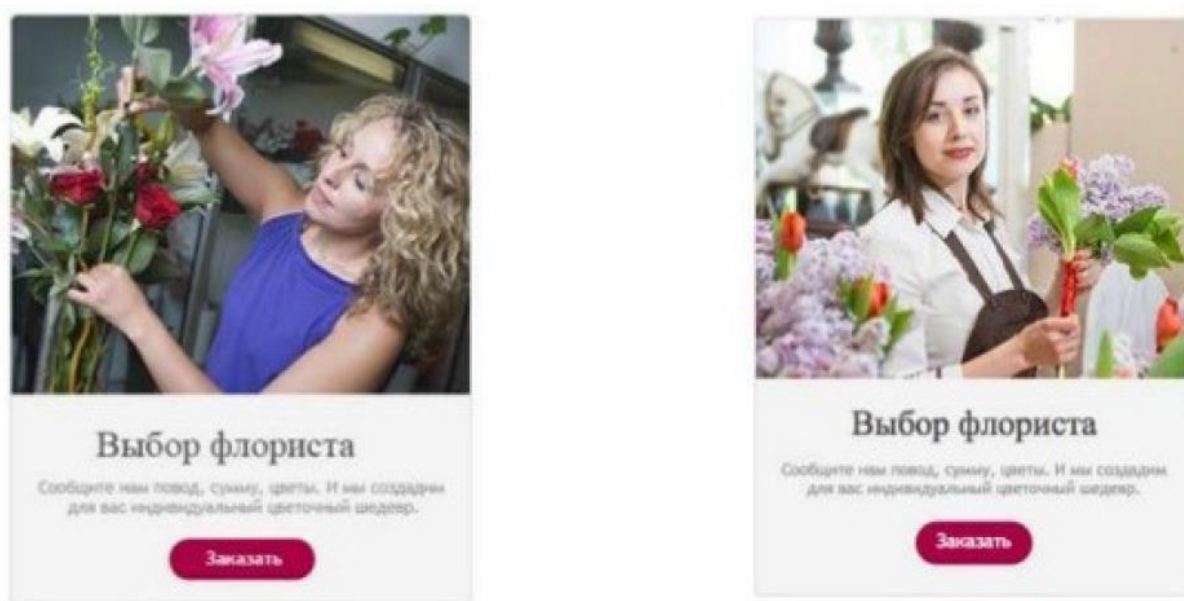 Выбор флориста
Сообщите нам повод, сумму, цветы. И мы создадим
для вас индивидуальный цветочный шедевр.
Заказать
Выбор флориста
Сообщите нам повод, сумму, цветы. И мы создадим
для вас индивидуальный цветочный шедевр.
Заказать